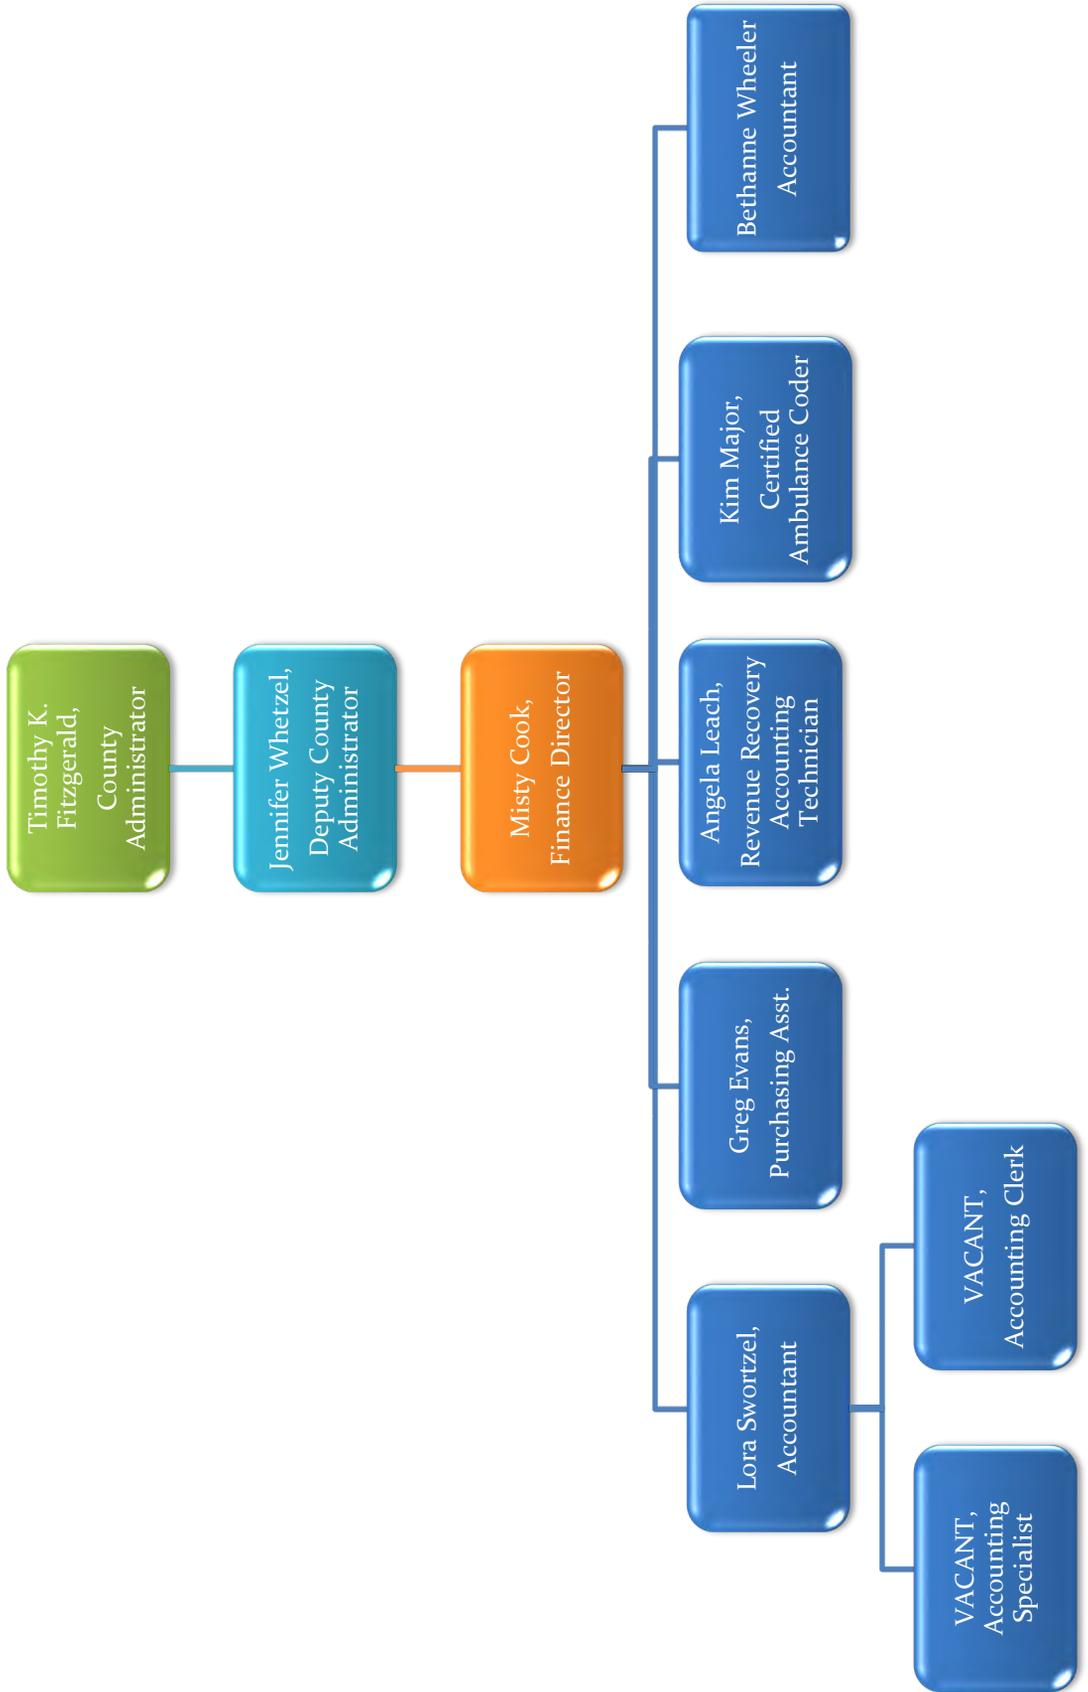 Timothy K.
Fitzgerald,
County
Administrator
Jennifer Whetzel,
Deputy County
Administrator
Misty Cook,
Finance Director
Lora Swortzel,
Accountant
Greg Evans,
Purchasing Asst.
Angela Leach,
Revenue Recovery
Accounting
Technician
Kim Major,
Certified
Ambulance Coder
Bethanne Wheeler
Accountant
VACANT,
Accounting
Specialist
VACANT,
Accounting Clerk